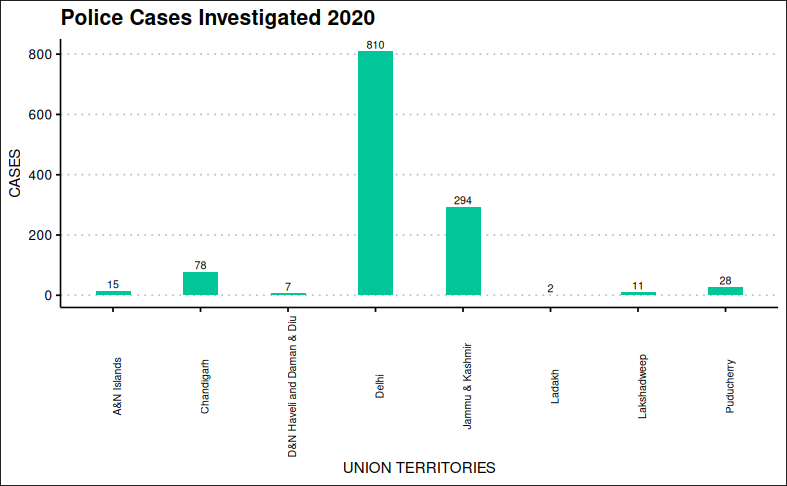 Police Cases Investigated 2020
CASES
800
600
400
200
0
15
78
7
810
294
2
11
28
A&N Islands
Chandigarh
D&N Haveli and Daman & Diu
Delhi
Jammu & Kashmir
Ladakh
Lakshadweep
Puducherry
UNION TERRITORIES